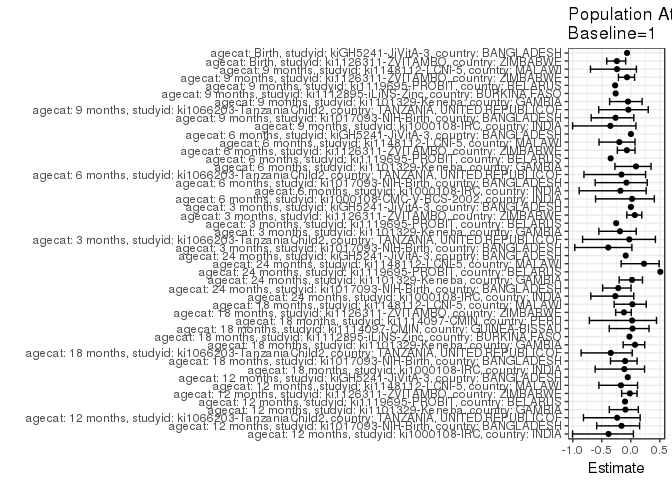 Population At
Baseline=1
agecat: Birth, studyid: kiGH5241-JiVitA-3, country: BANGLADESH
agecat: Birth, studyid: ki1126311-ZVITAMBO, country: ZIMBABWE
agecat: 9 months, studyid: ki1148112-LCNI-5, country: MALAWI
agecat: 9 months, studyid: ki1126311-ZVITAMBO, country: ZIMBABWE
agecat: 9 months, studyid: ki1119695-PROBIT, country: BELARUS
agecat: 9 months, studyid: ki1112895-iLiNS-Zinc, country: BURKINA FASO
agecat: 9 months, studyid: ki1101329-Keneba, country: GAMBIA
agecat: 9 months, studyid: ki1066203-TanzaniaChild2, country: TANZANIA, UNITED REPUBLIC OF
agecat: 9 months, studyid: ki1017093-NIH-Birth, country: BANGLADESH
agecat: 9 months, studyid: ki1000108-IRC, country: INDIA
agecat: 6 months, studyid: kiGH5241-JiVitA-3, country: BANGLADESH
agecat: 6 months, studyid: ki1148112-LCNI-5, country: MALAWI
agecat: 6 months, studyid: ki1126311-ZVITAMBO, country: ZIMBABWE
agecat: 6 months, studyid: ki1119695-PROBIT, country: BELARUS
agecat: 6 months, studyid: ki1101329-Keneba, country: GAMBIA
agecat: 6 months, studyid: ki1066203-TanzaniaChild2, country: TANZANIA, UNITED REPUBLIC OF
agecat: 6 months, studyid: ki1017093-NIH-Birth, country: BANGLADESH
agecat: 6 months, studyid: ki1000108-IRC, country: INDIA
agecat: 6 months, studyid: ki1000108-CMC-V-BCS-2002, country: INDIA
agecat: 3 months, studyid: kiGH5241-JiVitA-3, country: BANGLADESH
agecat: 3 months, studyid: ki1126311-ZVITAMBO, country: ZIMBABWE
agecat: 3 months, studyid: ki1119695-PROBIT, country: BELARUS
agecat: 3 months, studyid: ki1101329-Keneba, country: GAMBIA
agecat: 3 months, studyid: ki1066203-TanzaniaChild2, country: TANZANIA, UNITED REPUBLIC OF
agecat: 3 months, studyid: ki1017093-NIH-Birth, country: BANGLADESH
agecat: 24 months, studyid: kiGH5241-JiVitA-3, country: BANGLADESH
agecat: 24 months, studyid: ki1148112-LCNI-5, country: MALAWI
agecat: 24 months, studyid: ki1119695-PROBIT, country: BELARUS
agecat: 24 months, studyid: ki1101329-Keneba, country: GAMBIA
agecat: 24 months, studyid: ki1017093-NIH-Birth, country: BANGLADESH
agecat: 24 months, studyid: ki1000108-IRC, country: INDIA
agecat: 18 months, studyid: ki1148112-LCNI-5, country: MALAWI
agecat: 18 months, studyid: ki1126311-ZVITAMBO, country: ZIMBABWE
agecat: 18 months, studyid: ki1114097-CMIN, country: PERU
agecat: 18 months, studyid: ki1114097-CMIN, country: GUINEA-BISSAU
agecat: 18 months, studyid: ki1112895-iLiNS-Zinc, country: BURKINA FASO
agecat: 18 months, studyid: ki1101329-Keneba, country: GAMBIA
agecat: 18 months, studyid: ki1066203-TanzaniaChild2, country: TANZANIA, UNITED REPUBLIC OF
agecat: 18 months, studyid: ki1017093-NIH-Birth, country: BANGLADESH
agecat: 18 months, studyid: ki1000108-IRC, country: INDIA
agecat: 12 months, studyid: kiGH5241-JiVitA-3, country: BANGLADESH
agecat: 12 months, studyid: ki1148112-LCNI-5, country: MALAWI
agecat: 12 months, studyid: ki1126311-ZVITAMBO, country: ZIMBABWE
agecat: 12 months, studyid: ki1119695-PROBIT, country: BELARUS
agecat: 12 months, studyid: ki1101329-Keneba, country: GAMBIA
agecat: 12 months, studyid: ki1066203-TanzaniaChild2, country: TANZANIA, UNITED REPUBLIC OF
agecat: 12 months, studyid: ki1017093-NIH-Birth, country: BANGLADESH
agecat: 12 months, studyid: ki1000108-IRC, country: INDIA
-1.0 -0.5 0.0 0.5
Estimate